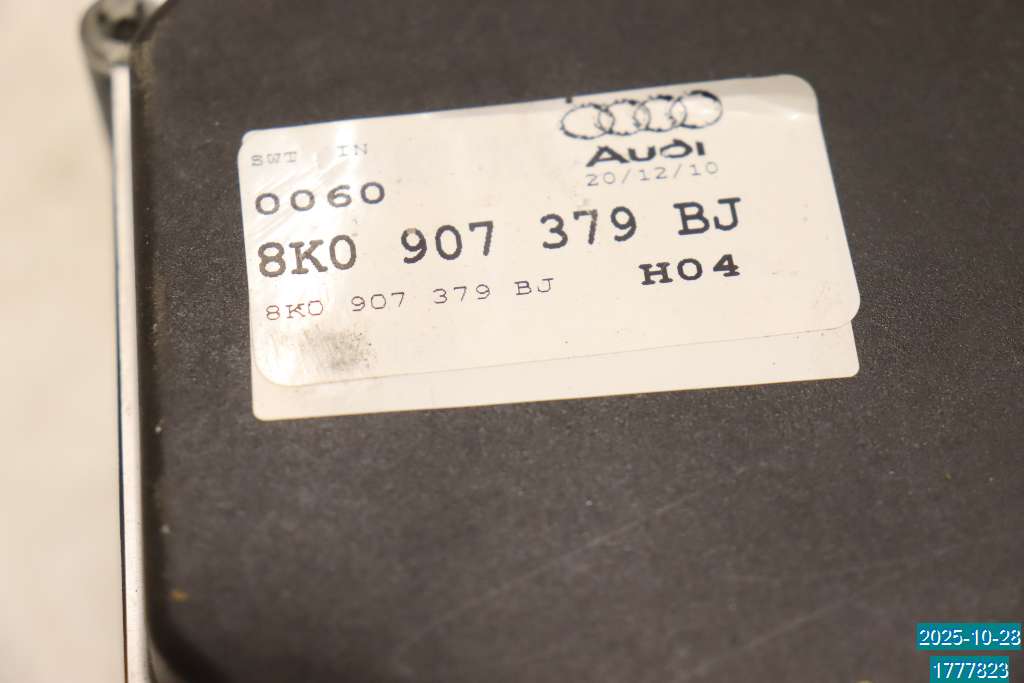 Audi
20/12/10
SWT IN
0060
8K0 907 379 BJ
8K0 907 379 BJ
H04
2025-10-28
1777823